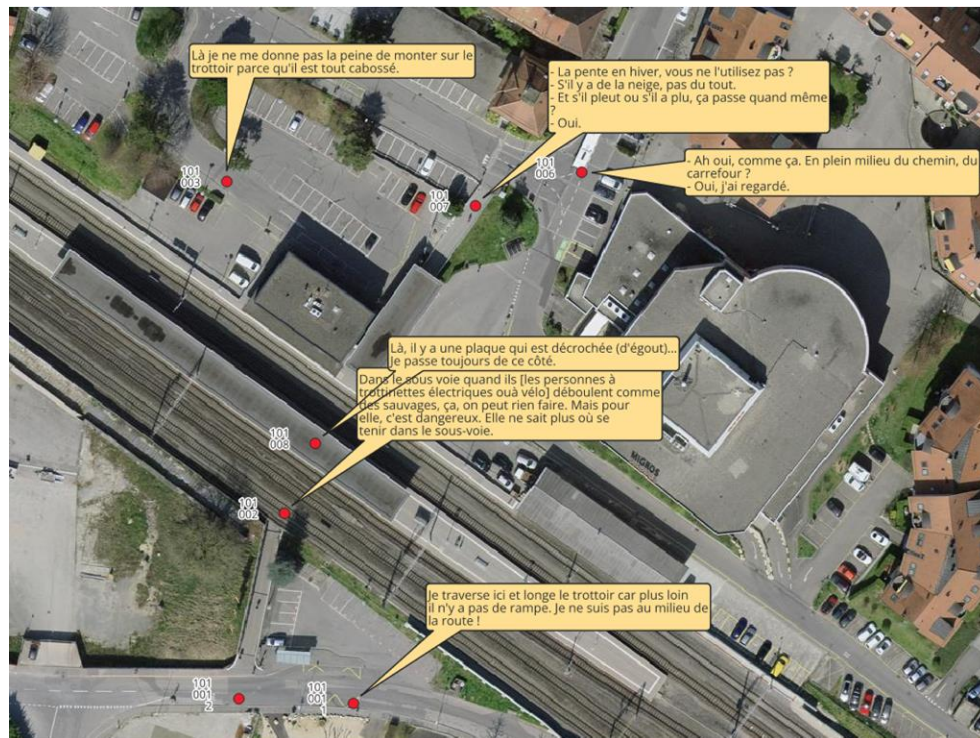 Là je ne me donne pas la peine de monter sur le
trottoir parce qu'il est tout cabossé.
- La pente en hiver, vous ne l'utilisez pas ?
- S'il y a de la neige, pas du tout.
- Et s'il pleut ou s'il a plu, ça passe quand même
?
- Oui.
- Ah oui, comme ça. En plein milieu du chemin, du
carrefour ?
- Oui, j'ai regardé.
101
003
101
007
101
006
Là, il y a une plaque qui est décrochée (d'égout)...
Je passe toujours de ce côté.
Dans le sous voie quand ils [les personnes à
trottinettes électriques ouà vélo] déboulent comme
des sauvages, ça, on peut rien faire. Mais pour
elle, c'est dangereux. Elle ne sait plus où se
tenir dans le sous-voie.
101
008
MIGROS
101
002
Je traverse ici et longe le trottoir car plus loin
il n'y a pas de rampe. Je ne suis pas au milieu de
la route !
101
001
2
101
001
1